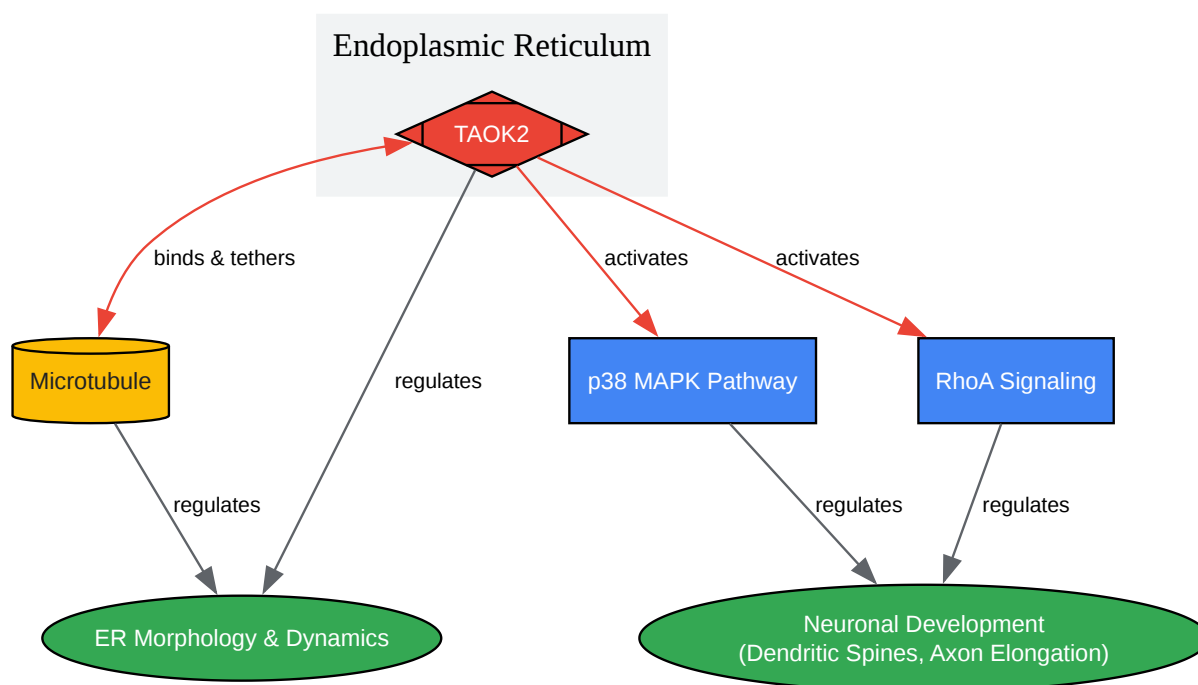 Endoplasmic Reticulum
TAOK2
binds & tethers
activates
activates
Microtubule
regulates
p38 MAPK Pathway
RhoA Signaling
regulates
regulates
regulates
ER Morphology & Dynamics
Neuronal Development
(Dendritic Spines, Axon Elongation)